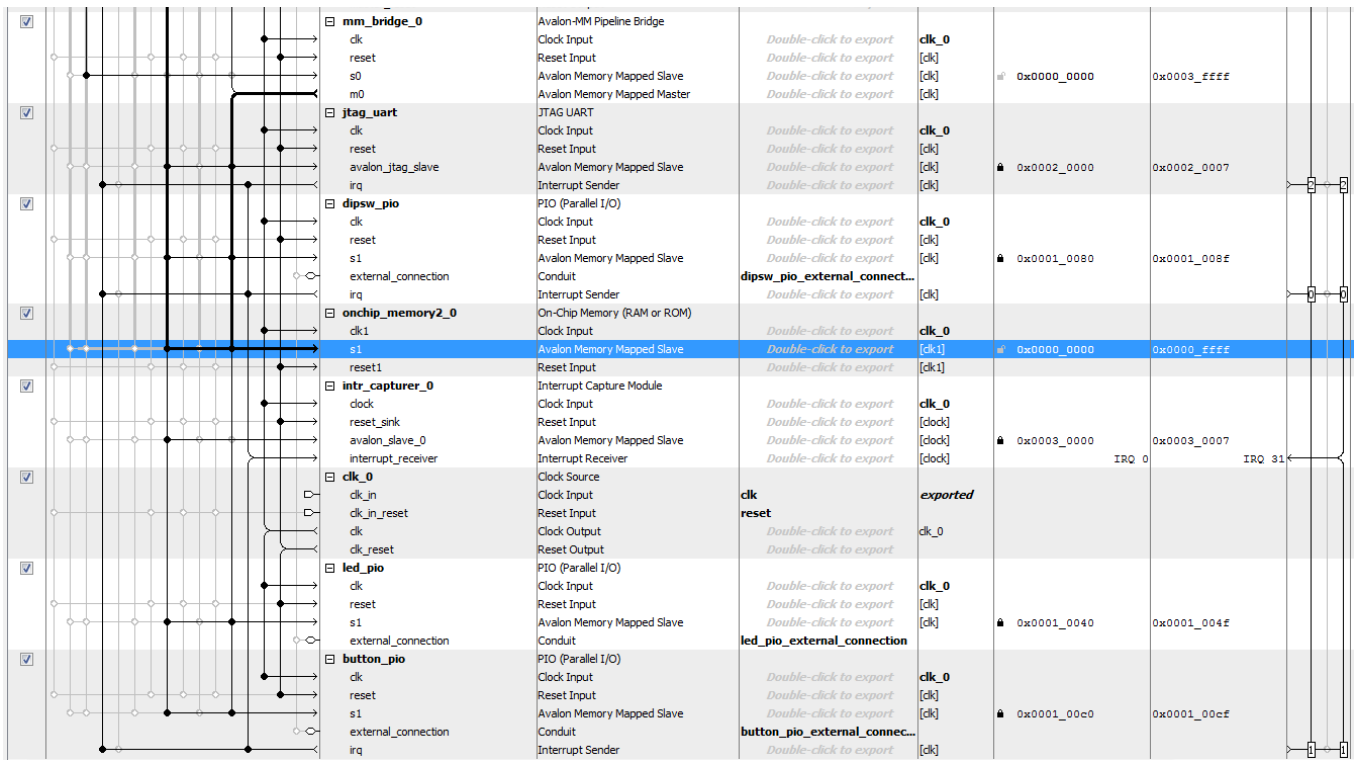 mm_bridge_0 Avalon-MM Pipeline Bridge
clk Clock Input Double-click to export clk_0
reset Reset Input Double-click to export [clk]
s0 Avalon Memory Mapped Slave Double-click to export [clk] 0x0000_0000 0x0003_ffff
m0 Avalon Memory Mapped Master Double-click to export [clk]
jtag_uart JTAG UART
clk Clock Input Double-click to export clk_0
reset Reset Input Double-click to export [clk]
avalon_jtag_slave Avalon Memory Mapped Slave Double-click to export [clk] 0x0002_0000 0x0002_0007
irq Interrupt Sender Double-click to export [clk] 2 2
dipsw_pio PIO (Parallel I/O)
clk Clock Input Double-click to export clk_0
reset Reset Input Double-click to export [clk]
s1 Avalon Memory Mapped Slave Double-click to export [clk] 0x0001_0080 0x0001_008f
external_connection Conduit dipsw_pio_external_connect...
irq Interrupt Sender Double-click to export [clk] 0 0
onchip_memory2_0 On-Chip Memory (RAM or ROM)
clk1 Clock Input Double-click to export clk_0
s1 Avalon Memory Mapped Slave Double-click to export [clk1] 0x0000_0000 0x0000_ffff
reset1 Reset Input Double-click to export [clk1]
intr_capturer_0 Interrupt Capture Module
clock Clock Input Double-click to export clk_0
reset_sink Reset Input Double-click to export [clock]
avalon_slave_0 Avalon Memory Mapped Slave Double-click to export [clock] 0x0003_0000 0x0003_0007
interrupt_receiver Interrupt Receiver Double-click to export [clock] IRQ 0 IRQ 31
clk_0 Clock Source
clk_in Clock Input clk exported
clk_in_reset Reset Input reset
clk Clock Output Double-click to export clk_0
clk_reset Reset Output Double-click to export
led_pio PIO (Parallel I/O)
clk Clock Input Double-click to export clk_0
reset Reset Input Double-click to export [clk]
s1 Avalon Memory Mapped Slave Double-click to export [clk] 0x0001_0040 0x0001_004f
external_connection Conduit led_pio_external_connection
button_pio PIO (Parallel I/O)
clk Clock Input Double-click to export clk_0
reset Reset Input Double-click to export [clk]
s1 Avalon Memory Mapped Slave Double-click to export [clk] 0x0001_00c0 0x0001_00cf
external_connection Conduit button_pio_external_connec...
irq Interrupt Sender Double-click to export [clk] 1 1